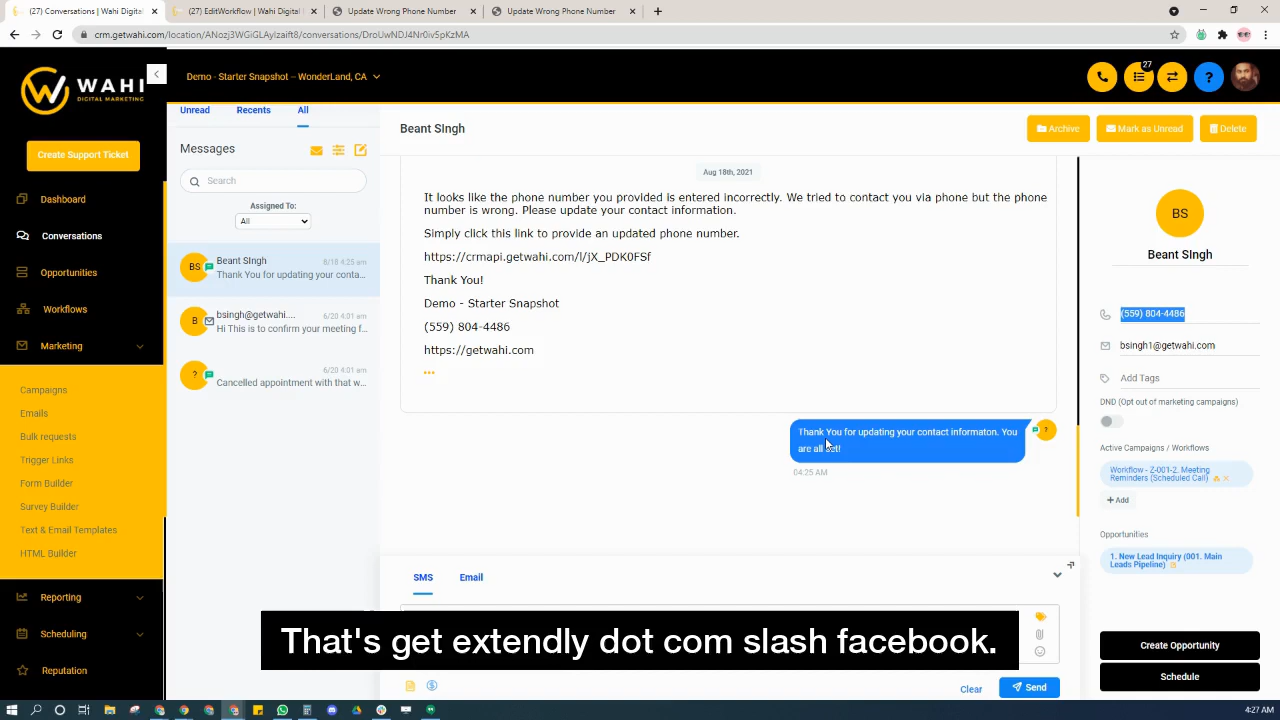 (27) Conversations | Wahi Digital
(27) EditWorkflow | Wahi Digital
Update Wrong Phone Number
Update Wrong Phone Number
crm.getwahi.com/location/ANozj3WGiGLAyIzaift8/conversations/DroUwNDJ4Nr0iv5pKzMA
WAHI
DIGITAL MARKETING
Create Support Ticket
Dashboard
Conversations
Opportunities
Workflows
Marketing
Campaigns
Emails
Bulk requests
Trigger Links
Form Builder
Survey Builder
Text & Email Templates
HTML Builder
Reporting
Scheduling
Reputation
Demo - Starter Snapshot -- WonderLand, CA
27
?
Unread
Recents
All
Messages
Search
Assigned To:
All
BS
Beant SIngh
8/18 4:25 am
Thank You for updating your conta...
B
bsingh@getwahi....
6/20 4:01 am
Hi This is to confirm your meeting f...
?
6/20 4:01 am
Cancelled appointment with that w...
Beant SIngh
Archive
Mark as Unread
Delete
Aug 18th, 2021
It looks like the phone number you provided is entered incorrectly. We tried to contact you via phone but the phone
number is wrong. Please update your contact information.
Simply click this link to provide an updated phone number.
https://crmapi.getwahi.com/l/jX_PDK0FSf
Thank You!
Demo - Starter Snapshot
(559) 804-4486
https://getwahi.com
Thank You for updating your contact informaton. You
are all set!
?
04:25 AM
SMS
Email
Clear
Send
BS
Beant SIngh
(559) 804-4486
bsingh1@getwahi.com
Add Tags
DND (Opt out of marketing campaigns)
Active Campaigns / Workflows
Workflow - Z-001-2. Meeting
Reminders (Scheduled Call)
+ Add
Opportunities
1. New Lead Inquiry (001. Main
Leads Pipeline)
Create Opportunity
Schedule
That's get extendly dot com slash facebook.
4:27 AM